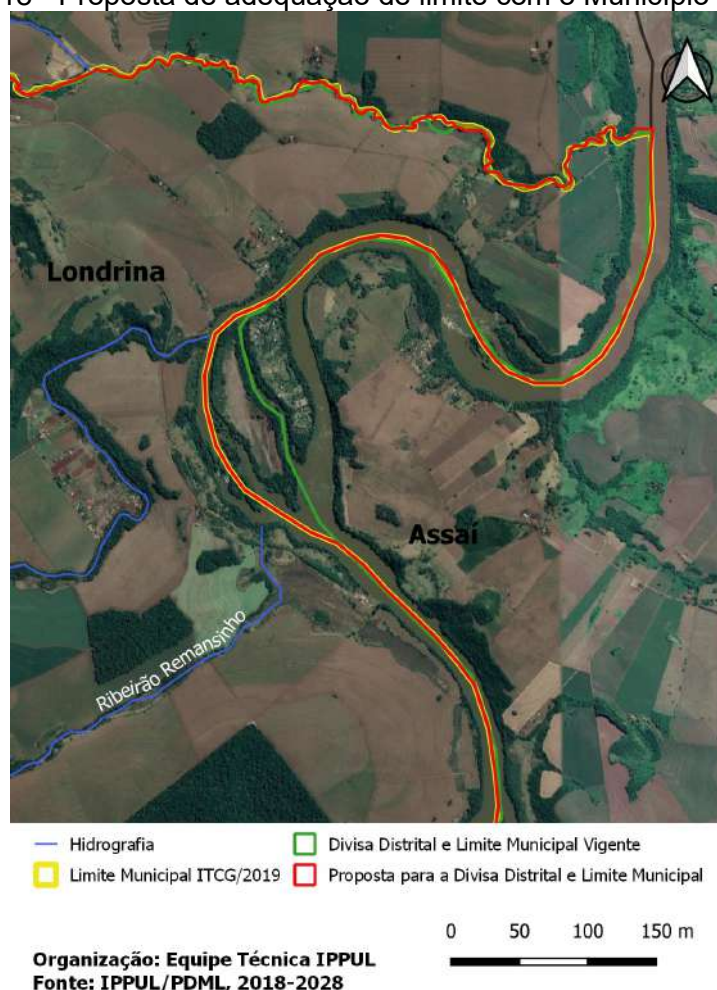 18 - Proposta de adequação de limite com o Município
Londrina
Assaí
Ribeirão Remansinho
Hidrografia
Divisa Distrital e Limite Municipal Vigente
Limite Municipal ITCG/2019
Proposta para a Divisa Distrital e Limite Municipal
0 50 100 150 m
Organização: Equipe Técnica IPPUL
Fonte: IPPUL/PDML, 2018-2028